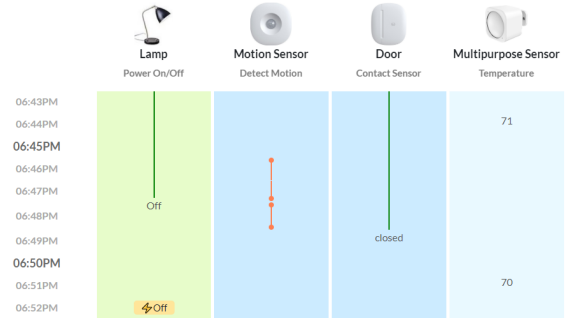 Lamp Motion Sensor Door Multipurpose Sensor
Power On/Off Detect Motion Contact Sensor Temperature
06:43PM
06:44PM 71
06:45PM
06:46PM
06:47PM
Off
06:48PM
06:49PM closed
06:50PM
06:51PM 70
06:52PM Off